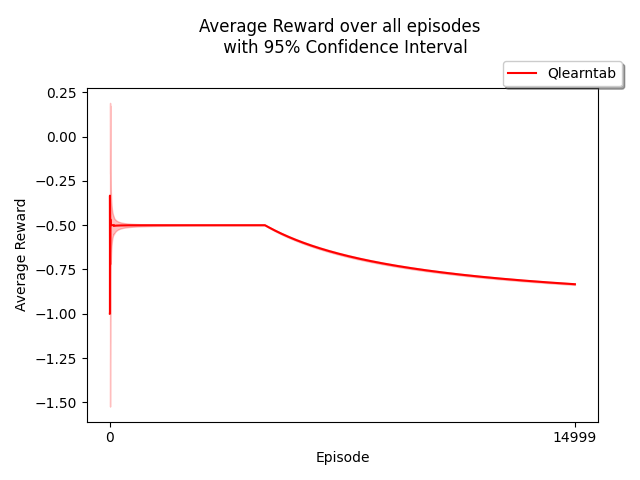 Average Reward over all episodes
with 95% Confidence Interval
Qlearntab
0.25
0.00
−0.25
−0.50
−0.75
−1.00
−1.25
−1.50
Average Reward
0
14999
Episode